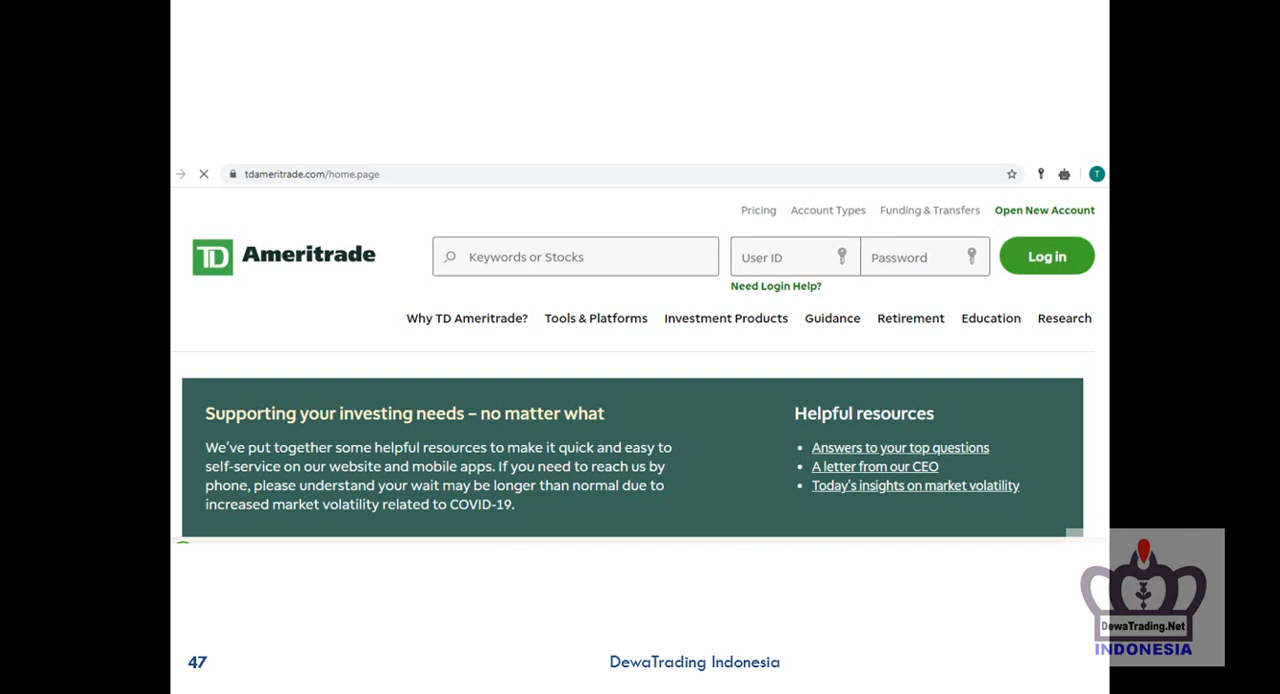 tdameritrade.com/home.page
T
Pricing Account Types Funding & Transfers Open New Account
TD Ameritrade
Keywords or Stocks
User ID
Password
Log in
Need Login Help?
Why TD Ameritrade? Tools & Platforms Investment Products Guidance Retirement Education Research
Supporting your investing needs – no matter what
We've put together some helpful resources to make it quick and easy to
self-service on our website and mobile apps. If you need to reach us by
phone, please understand your wait may be longer than normal due to
increased market volatility related to COVID-19.
Helpful resources
• Answers to your top questions
• A letter from our CEO
• Today's insights on market volatility
DewaTrading.Net
INDONESIA
47
DewaTrading Indonesia